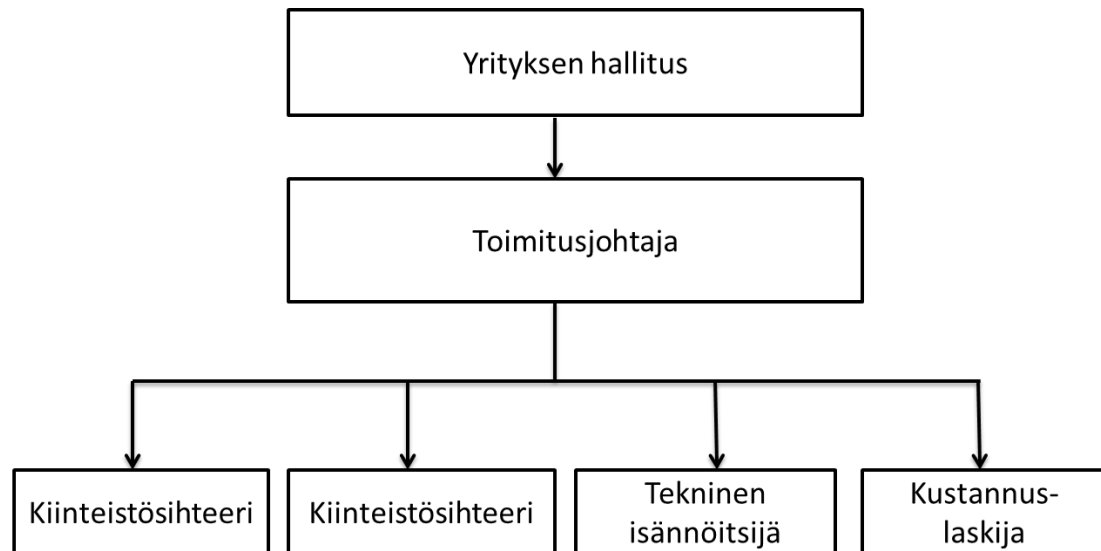 Yrityksen hallitus
Toimitusjohtaja
Kiinteistösihteeri
Kiinteistösihteeri
Tekninen
isännöitsijä
Kustannus-
laskija